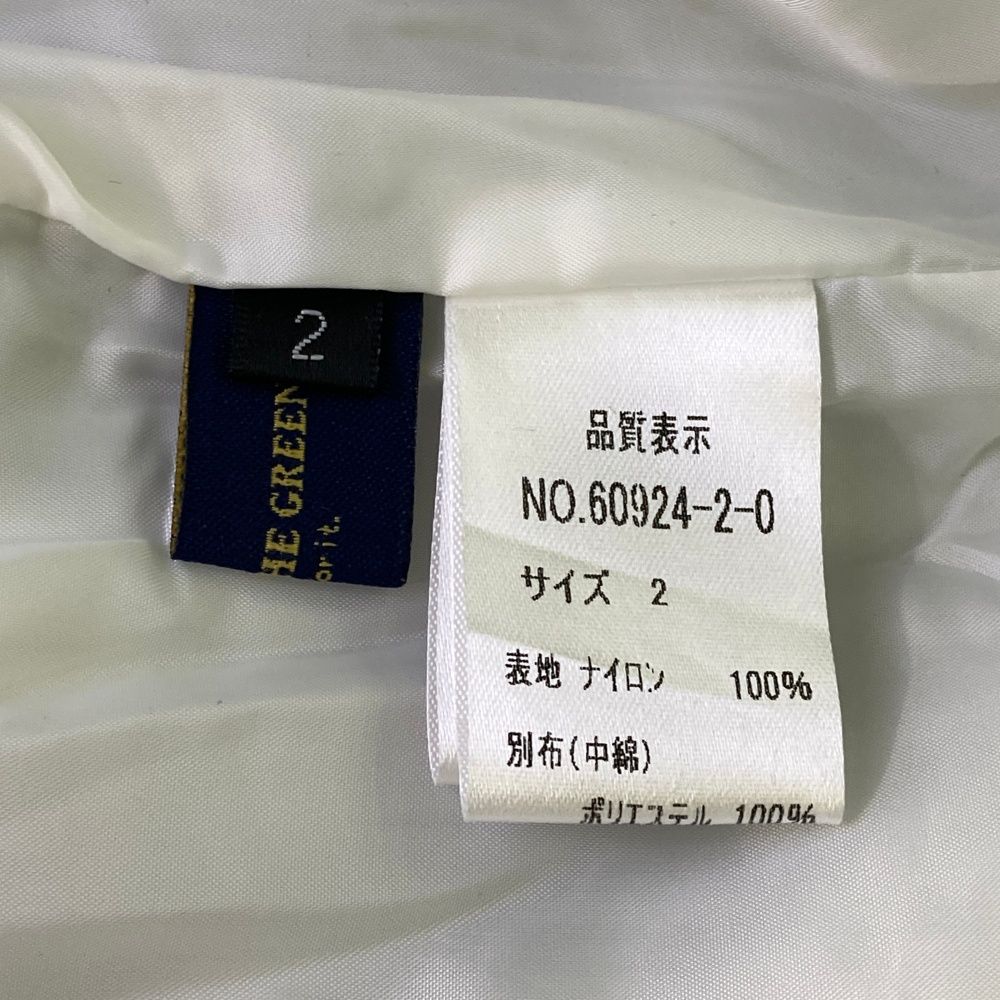 2
HE GREEN
orit.
品質表示
NO.60924-2-0
サイズ 2
表地 ナイロン 100%
別布(中綿)
ポリエステル 100%